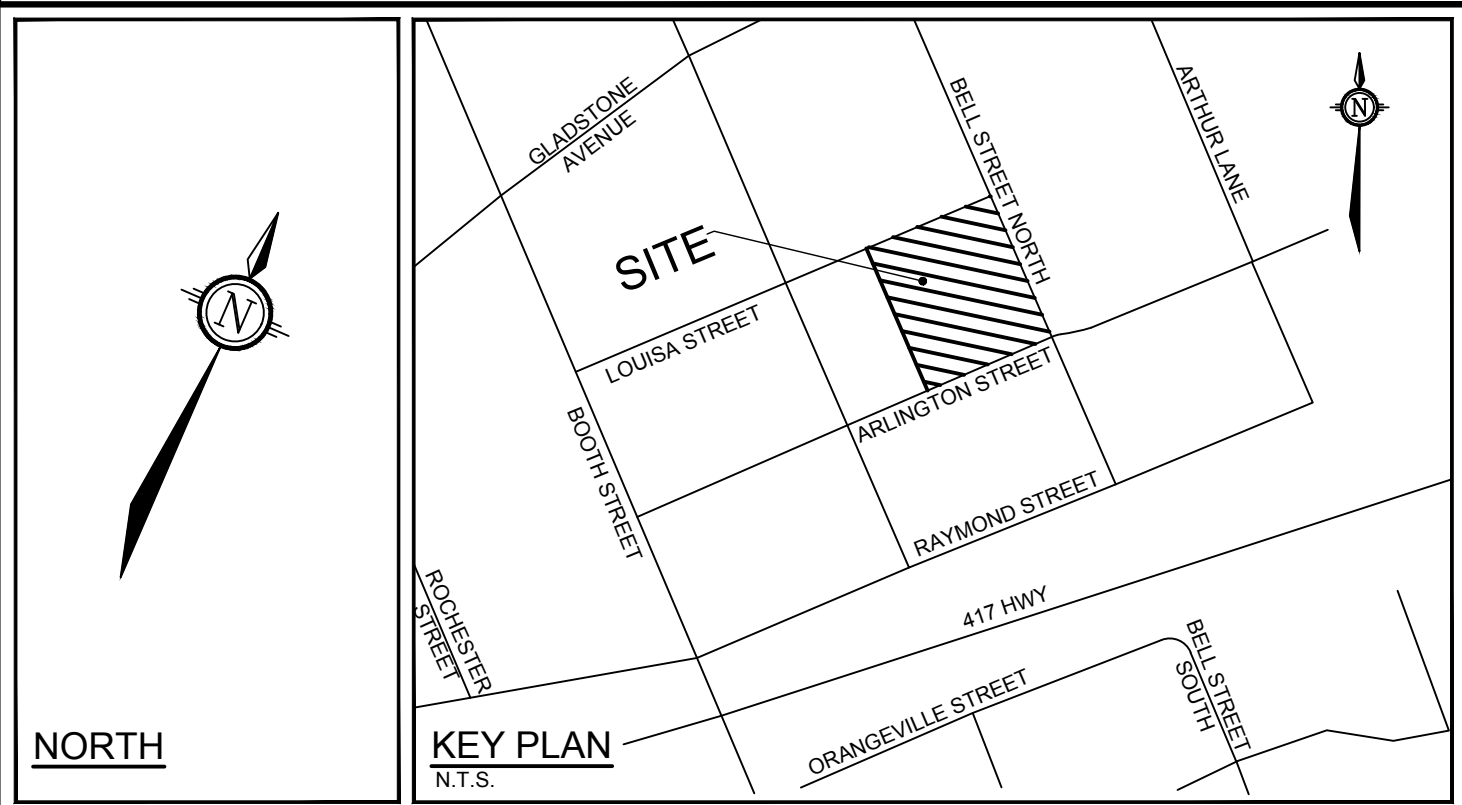 N
NORTH
GLADSTONE
AVENUE
BELL STREET NORTH
ARTHUR LANE
N
SITE
LOUISA STREET
ARLINGTON STREET
BOOTH STREET
RAYMOND STREET
ROCHESTER
STREET
417 HWY
ORANGEVILLE STREET
BELL STREET
SOUTH
KEY PLAN
N.T.S.